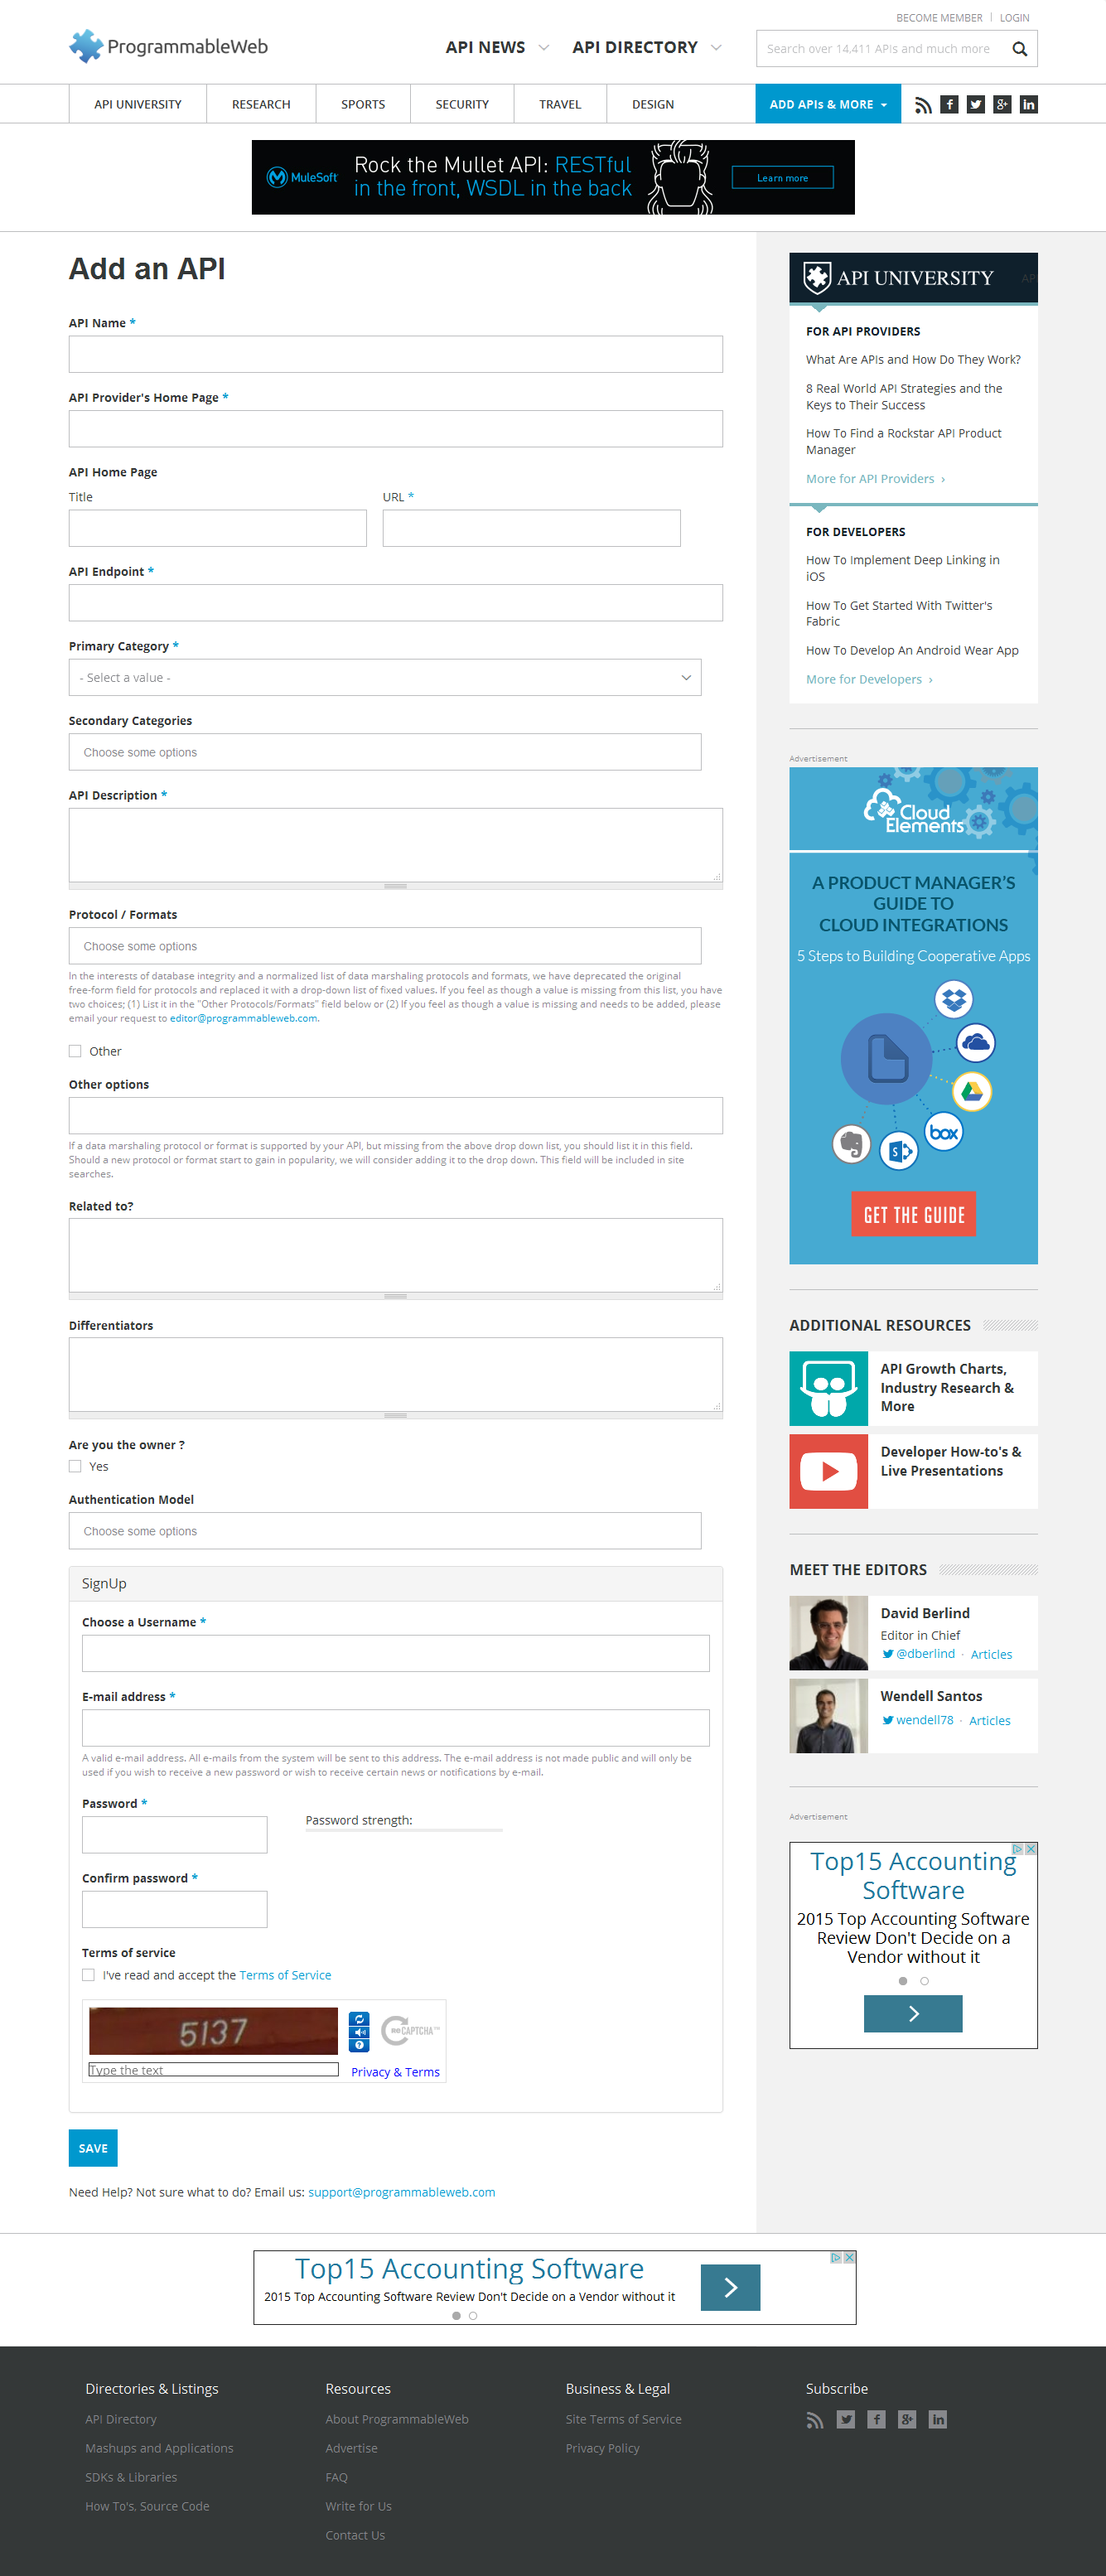 BECOME MEMBER | LOGIN
ProgrammableWeb
API NEWS
API DIRECTORY
Search over 14,411 APIs and much more
API UNIVERSITY
RESEARCH
SPORTS
SECURITY
TRAVEL
DESIGN
ADD APIs & MORE
MuleSoft
Rock the Mullet API: RESTful
in the front, WSDL in the back
Learn more
Add an API
API Name *
API Provider's Home Page *
API Home Page
Title
URL *
API Endpoint *
Primary Category *
- Select a value -
Secondary Categories
Choose some options
API Description *
Protocol / Formats
Choose some options
In the interests of database integrity and a normalized list of data marshaling protocols and formats, we have deprecated the original
free-form field for protocols and replaced it with a drop-down list of fixed values. If you feel as though a value is missing from this list, you have
two choices; (1) List it in the "Other Protocols/Formats" field below or (2) If you feel as though a value is missing and needs to be added, please
email your request to editor@programmableweb.com.
Other
Other options
If a data marshaling protocol or format is supported by your API, but missing from the above drop down list, you should list it in this field.
Should a new protocol or format start to gain in popularity, we will consider adding it to the drop down. This field will be included in site
searches.
Related to?
Differentiators
Are you the owner ?
Yes
Authentication Model
Choose some options
SignUp
Choose a Username *
E-mail address *
A valid e-mail address. All e-mails from the system will be sent to this address. The e-mail address is not made public and will only be
used if you wish to receive a new password or wish to receive certain news or notifications by e-mail.
Password *
Password strength:
Confirm password *
Terms of service
I've read and accept the Terms of Service
5137
reCAPTCHA™
Type the text
Privacy & Terms
SAVE
Need Help? Not sure what to do? Email us: support@programmableweb.com
API UNIVERSITY
AP
FOR API PROVIDERS
What Are APIs and How Do They Work?
8 Real World API Strategies and the
Keys to Their Success
How To Find a Rockstar API Product
Manager
More for API Providers ›
FOR DEVELOPERS
How To Implement Deep Linking in
iOS
How To Get Started With Twitter's
Fabric
How To Develop An Android Wear App
More for Developers ›
Advertisement
Cloud
Elements
A PRODUCT MANAGER'S
GUIDE TO
CLOUD INTEGRATIONS
5 Steps to Building Cooperative Apps
box
GET THE GUIDE
ADDITIONAL RESOURCES
API Growth Charts,
Industry Research &
More
Developer How-to's &
Live Presentations
MEET THE EDITORS
David Berlind
Editor in Chief
@dberlind · Articles
Wendell Santos
wendell78 · Articles
Advertisement
Top15 Accounting
Software
2015 Top Accounting Software
Review Don't Decide on a
Vendor without it
Top15 Accounting Software
2015 Top Accounting Software Review Don't Decide on a Vendor without it
Directories & Listings
API Directory
Mashups and Applications
SDKs & Libraries
How To's, Source Code
Resources
About ProgrammableWeb
Advertise
FAQ
Write for Us
Contact Us
Business & Legal
Site Terms of Service
Privacy Policy
Subscribe